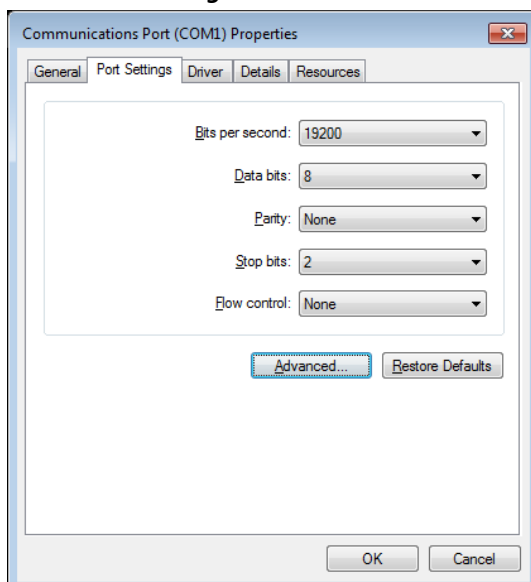 Communications Port (COM1) Properties
General Port Settings Driver Details Resources
Bits per second: 19200
Data bits: 8
Parity: None
Stop bits: 2
Flow control: None
Advanced... Restore Defaults
OK Cancel